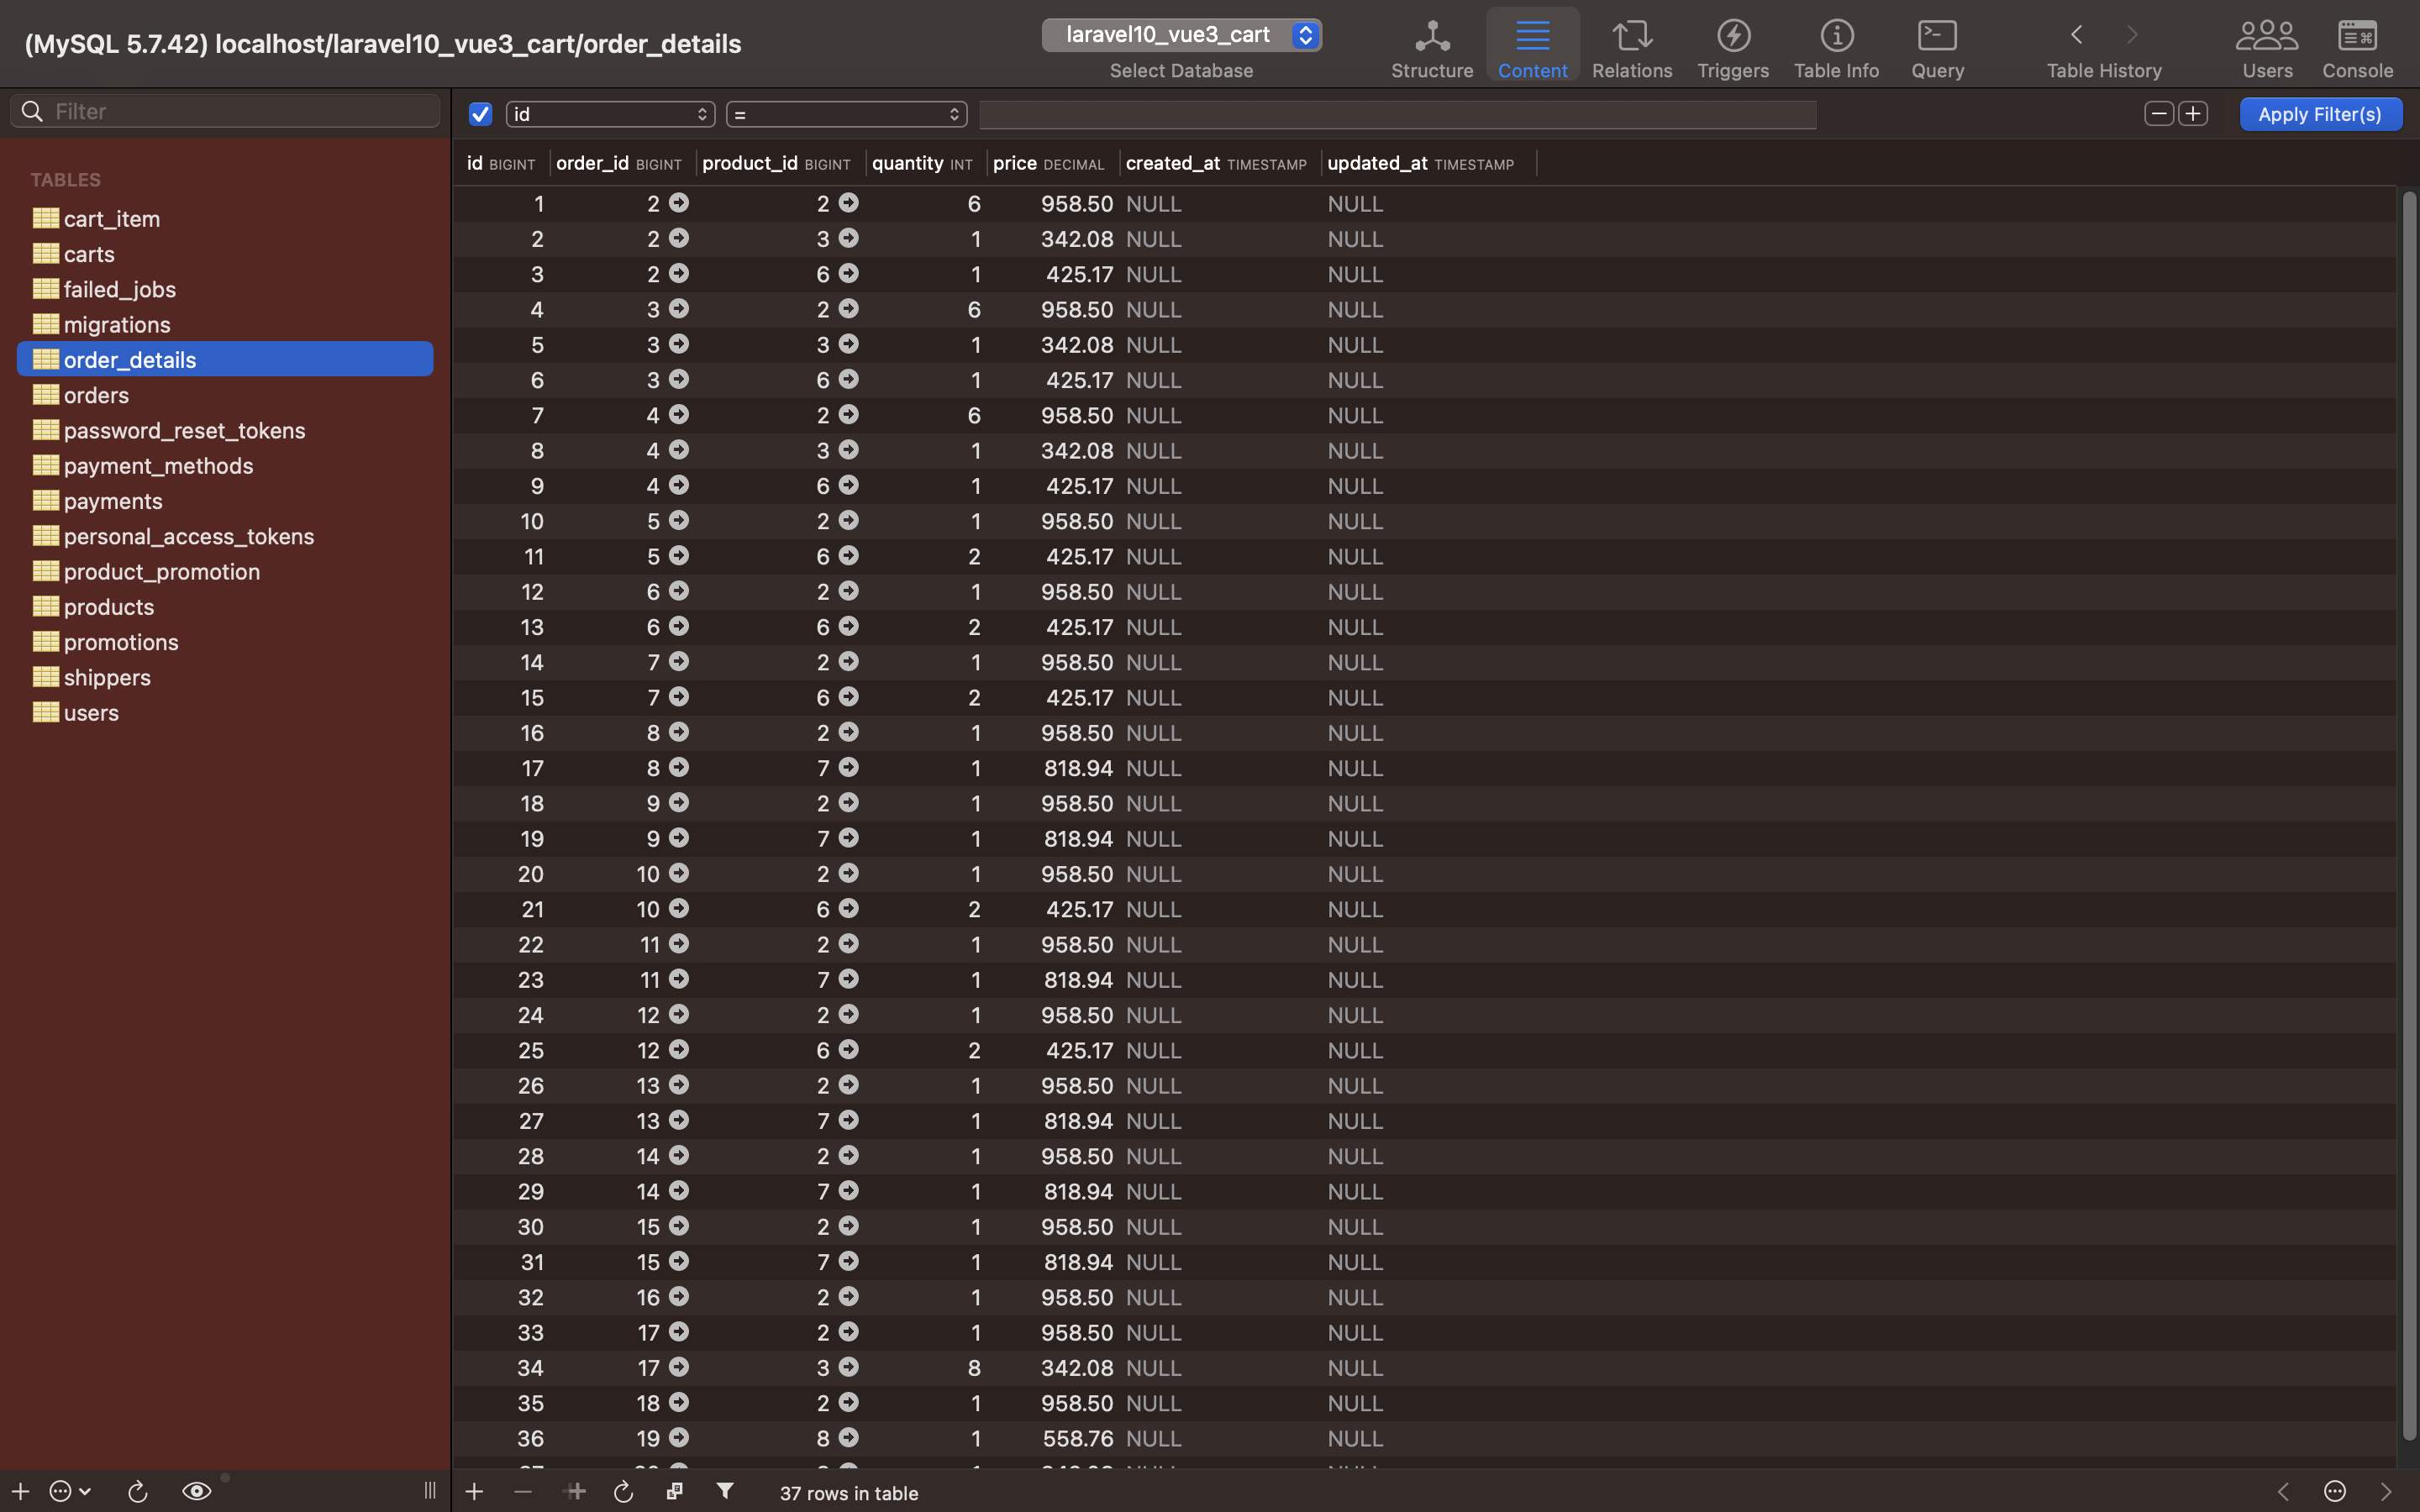 (MySQL 5.7.42) localhost/laravel10_vue3_cart/order_details
laravel10_vue3_cart
Select Database
Structure
Content
Relations
Triggers
Table Info
Query
Table History
Users
Console
Filter
id
=
Apply Filter(s)
TABLES
cart_item
carts
failed_jobs
migrations
order_details
orders
password_reset_tokens
payment_methods
payments
personal_access_tokens
product_promotion
products
promotions
shippers
users
id BIGINT order_id BIGINT product_id BIGINT quantity INT price DECIMAL created_at TIMESTAMP updated_at TIMESTAMP
1 2 2 6 958.50 NULL NULL
2 2 3 1 342.08 NULL NULL
3 2 6 1 425.17 NULL NULL
4 3 2 6 958.50 NULL NULL
5 3 3 1 342.08 NULL NULL
6 3 6 1 425.17 NULL NULL
7 4 2 6 958.50 NULL NULL
8 4 3 1 342.08 NULL NULL
9 4 6 1 425.17 NULL NULL
10 5 2 1 958.50 NULL NULL
11 5 6 2 425.17 NULL NULL
12 6 2 1 958.50 NULL NULL
13 6 6 2 425.17 NULL NULL
14 7 2 1 958.50 NULL NULL
15 7 6 2 425.17 NULL NULL
16 8 2 1 958.50 NULL NULL
17 8 7 1 818.94 NULL NULL
18 9 2 1 958.50 NULL NULL
19 9 7 1 818.94 NULL NULL
20 10 2 1 958.50 NULL NULL
21 10 6 2 425.17 NULL NULL
22 11 2 1 958.50 NULL NULL
23 11 7 1 818.94 NULL NULL
24 12 2 1 958.50 NULL NULL
25 12 6 2 425.17 NULL NULL
26 13 2 1 958.50 NULL NULL
27 13 7 1 818.94 NULL NULL
28 14 2 1 958.50 NULL NULL
29 14 7 1 818.94 NULL NULL
30 15 2 1 958.50 NULL NULL
31 15 7 1 818.94 NULL NULL
32 16 2 1 958.50 NULL NULL
33 17 2 1 958.50 NULL NULL
34 17 3 8 342.08 NULL NULL
35 18 2 1 958.50 NULL NULL
36 19 8 1 558.76 NULL NULL
37 rows in table